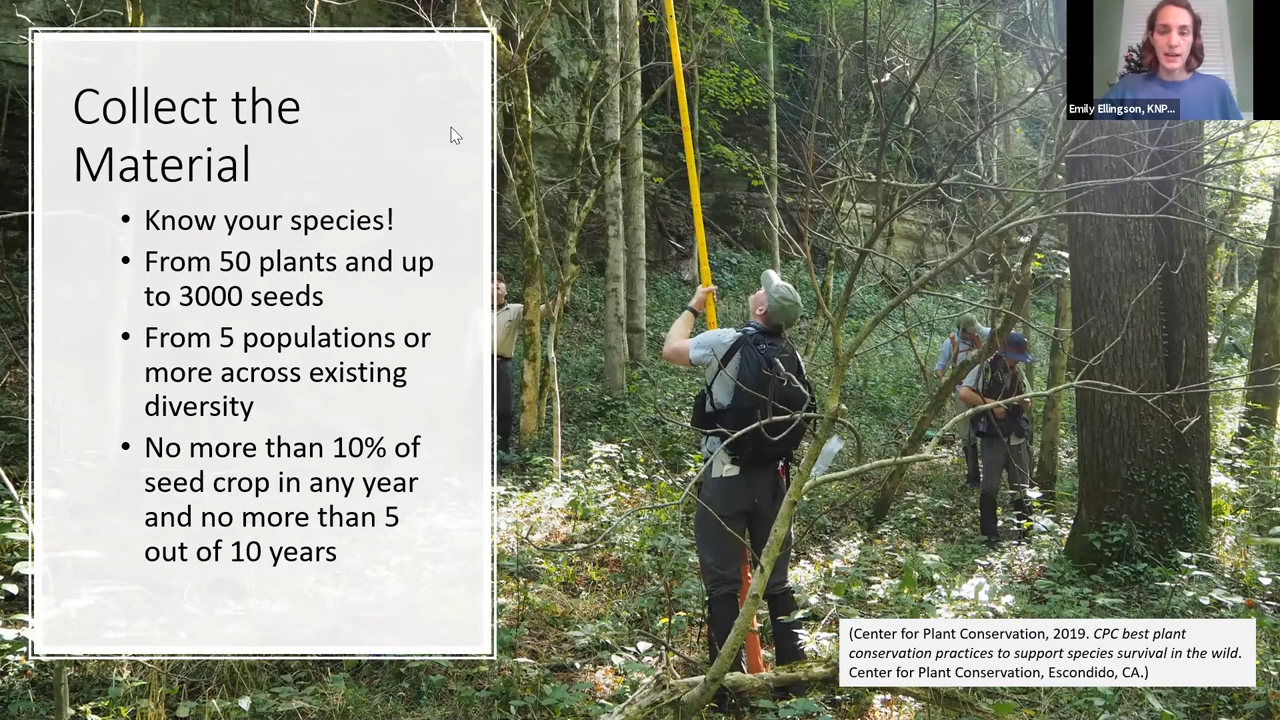 Collect the
Material
• Know your species!
• From 50 plants and up
to 3000 seeds
• From 5 populations or
more across existing
diversity
• No more than 10% of
seed crop in any year
and no more than 5
out of 10 years
Emily Ellingson, KNP...
(Center for Plant Conservation, 2019. CPC best plant
conservation practices to support species survival in the wild.
Center for Plant Conservation, Escondido, CA.)